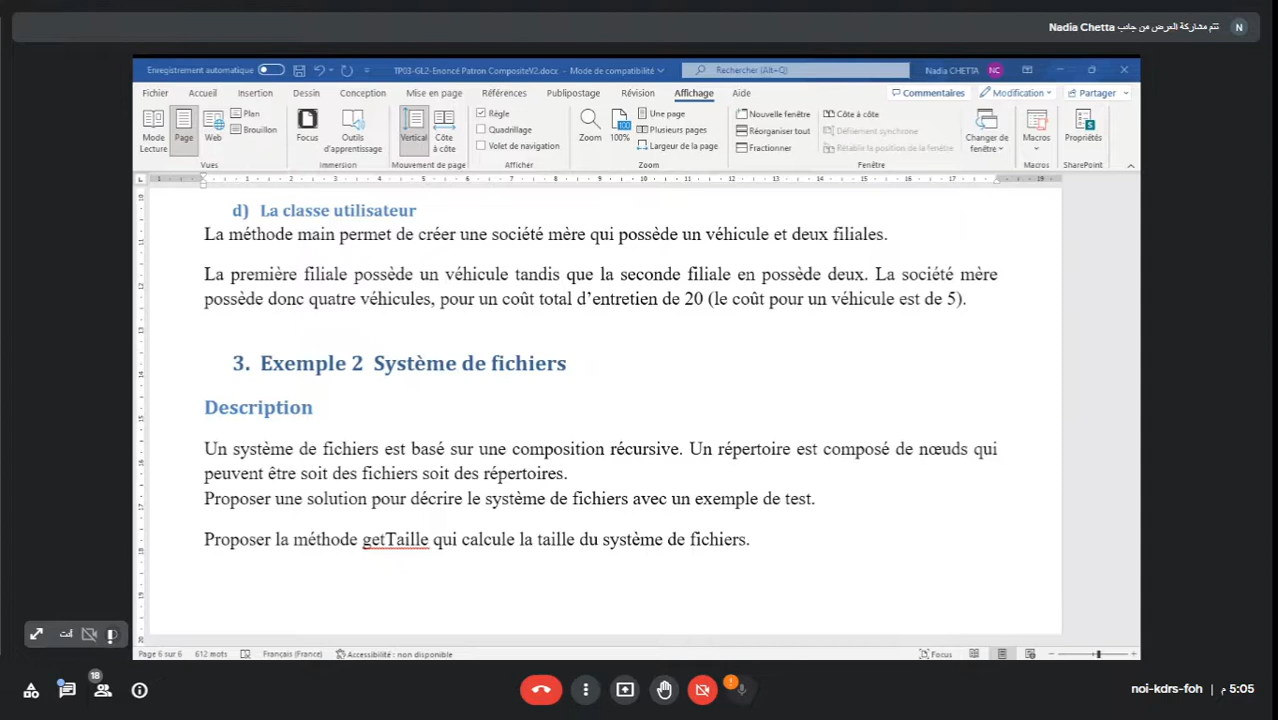 تتم مشاركة العرض من جانب Nadia Chetta
N
Enregistrement automatique
TP03-GL2-Enoncé Patron CompositeV2.docx - Mode de compatibilité
Rechercher (Alt+Q)
Nadia CHETTA NC
Fichier Accueil Insertion Dessin Conception Mise en page Références Publipostage Révision Affichage Aide Commentaires Modification Partager
Mode Lecture
Page
Web
Plan
Brouillon
Vues
Focus
Outils d'apprentissage
Immersion
Vertical
Côte à côte
Mouvement de page
Règle
Quadrillage
Volet de navigation
Afficher
Zoom
100%
Une page
Plusieurs pages
Largeur de la page
Zoom
Nouvelle fenêtre
Réorganiser tout
Fractionner
Côte à côte
Défilement synchrone
Rétablir la position de la fenêtre
Changer de fenêtre
Fenêtre
Macros
Macros
Propriétés
SharePoint
d) La classe utilisateur
La méthode main permet de créer une société mère qui possède un véhicule et deux filiales.
La première filiale possède un véhicule tandis que la seconde filiale en possède deux. La société mère
possède donc quatre véhicules, pour un coût total d'entretien de 20 (le coût pour un véhicule est de 5).
3. Exemple 2 Système de fichiers
Description
Un système de fichiers est basé sur une composition récursive. Un répertoire est composé de nœuds qui
peuvent être soit des fichiers soit des répertoires.
Proposer une solution pour décrire le système de fichiers avec un exemple de test.
Proposer la méthode getTaille qui calcule la taille du système de fichiers.
أنت
Page 6 sur 6 612 mots Français (France) Accessibilité : non disponible Focus
18
noi-kdrs-foh | 5:05 م